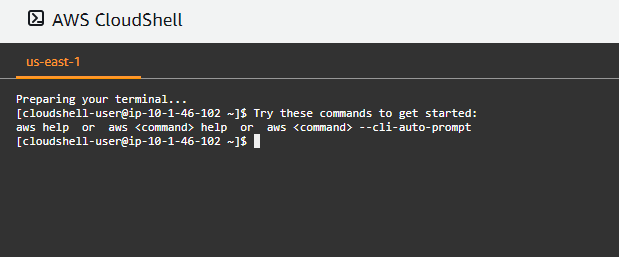 AWS CloudShell
us-east-1
Preparing your terminal...
[cloudshell-user@ip-10-1-46-102 ~]$ Try these commands to get started:
aws help  or  aws <command> help  or  aws <command> --cli-auto-prompt
[cloudshell-user@ip-10-1-46-102 ~]$